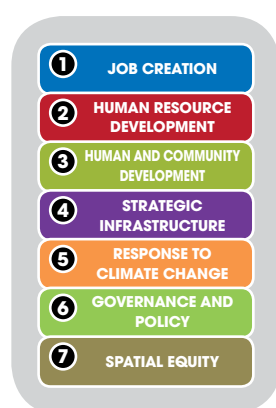 1 JOB CREATION
2 HUMAN RESOURCE
DEVELOPMENT
3 HUMAN AND COMMUNITY
DEVELOPMENT
4 STRATEGIC
INFRASTRUCTURE
5 RESPONSE TO
CLIMATE CHANGE
6 GOVERNANCE AND
POLICY
7 SPATIAL EQUITY